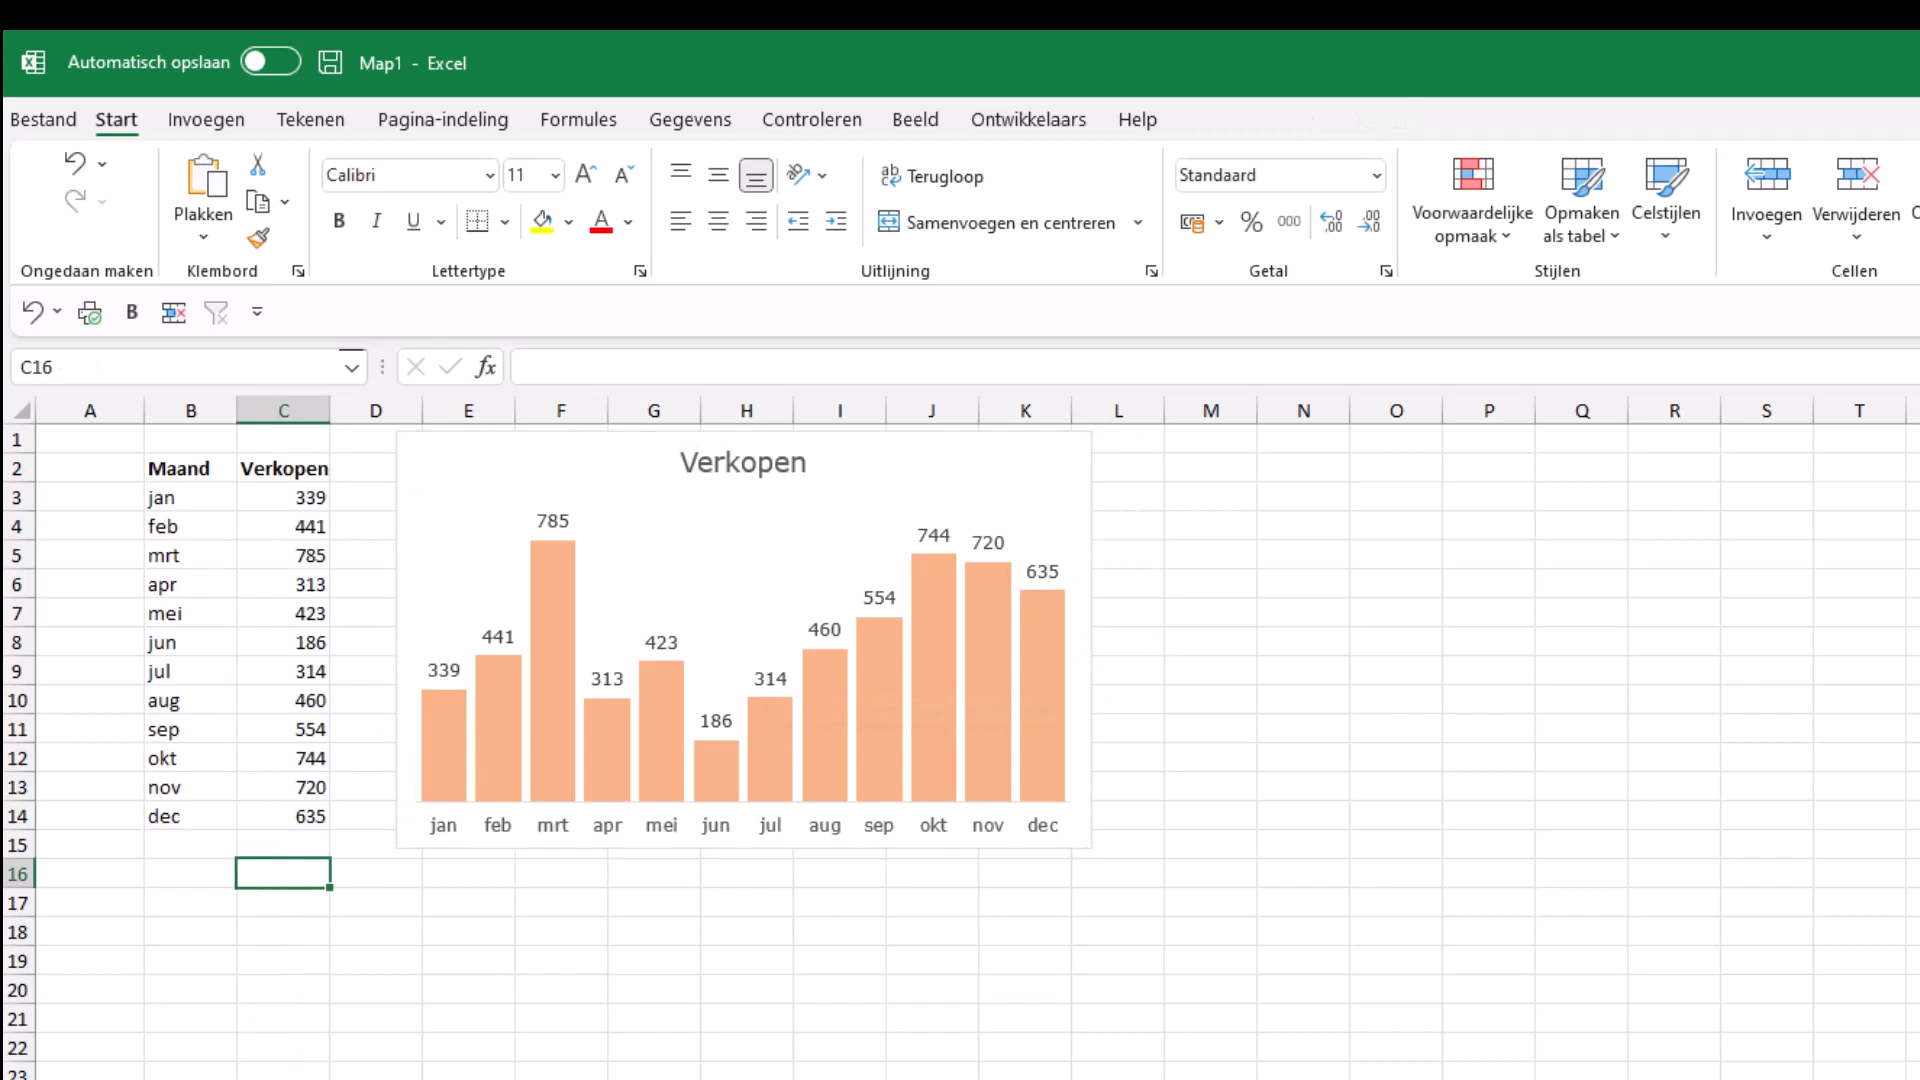 Automatisch opslaan Map1 - Excel
Bestand Start Invoegen Tekenen Pagina-indeling Formules Gegevens Controleren Beeld Ontwikkelaars Help
Plakken Calibri 11 Terugloop Standaard Voorwaardelijke opmaak Opmaken als tabel Celstijlen Invoegen Verwijderen
B I U A Samenvoegen en centreren % 000
Ongedaan maken Klembord Lettertype Uitlijning Getal Stijlen Cellen
B
C16 fx
A B C D E F G H I J K L M N O P Q R S T
1
2 Maand Verkopen
3 jan 339
4 feb 441
5 mrt 785
6 apr 313
7 mei 423
8 jun 186
9 jul 314
10 aug 460
11 sep 554
12 okt 744
13 nov 720
14 dec 635
15
16
17
18
19
20
21
22
23
Verkopen
339 441 785 313 423 186 314 460 554 744 720 635
jan feb mrt apr mei jun jul aug sep okt nov dec